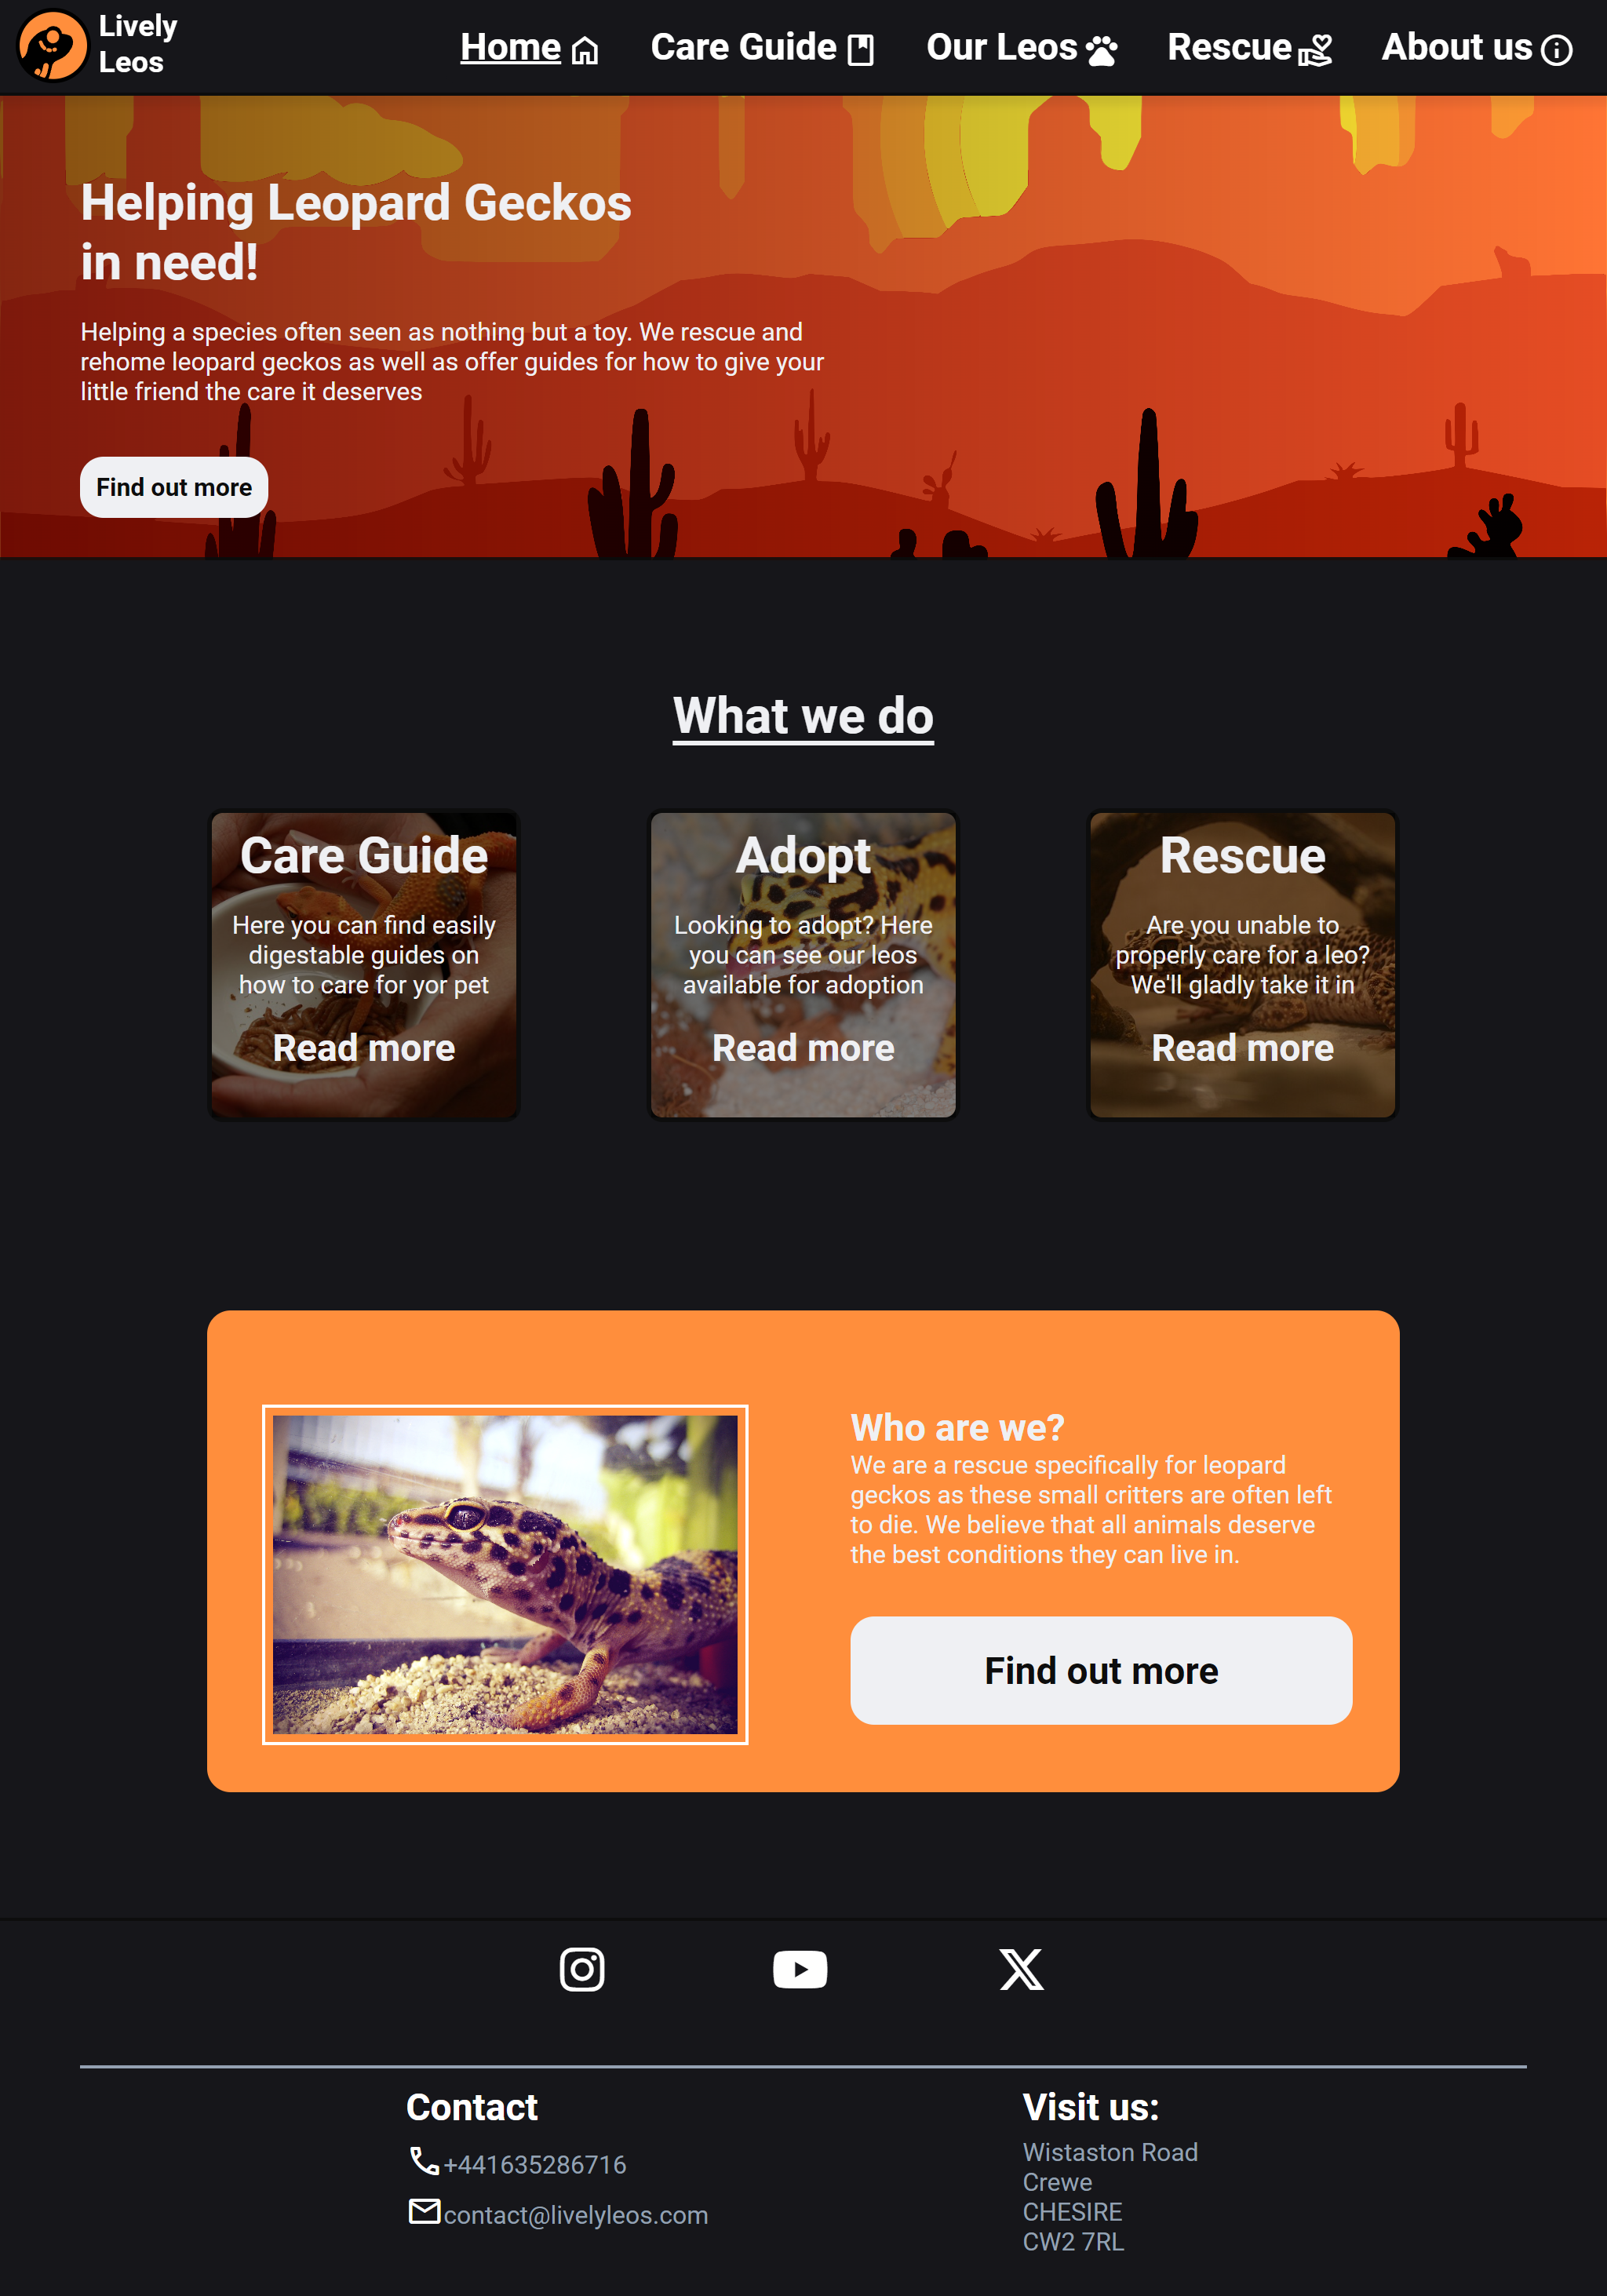 Lively
Leos
Home
Care Guide
Our Leos
Rescue
About us
Helping Leopard Geckos
in need!
Helping a species often seen as nothing but a toy. We rescue and
rehome leopard geckos as well as offer guides for how to give your
little friend the care it deserves
Find out more
What we do
Care Guide
Here you can find easily
digestable guides on
how to care for yor pet
Read more
Adopt
Looking to adopt? Here
you can see our leos
available for adoption
Read more
Rescue
Are you unable to
properly care for a leo?
We'll gladly take it in
Read more
Who are we?
We are a rescue specifically for leopard
geckos as these small critters are often left
to die. We believe that all animals deserve
the best conditions they can live in.
Find out more
Contact
+441635286716
contact@livelyleos.com
Visit us:
Wistaston Road
Crewe
CHESIRE
CW2 7RL